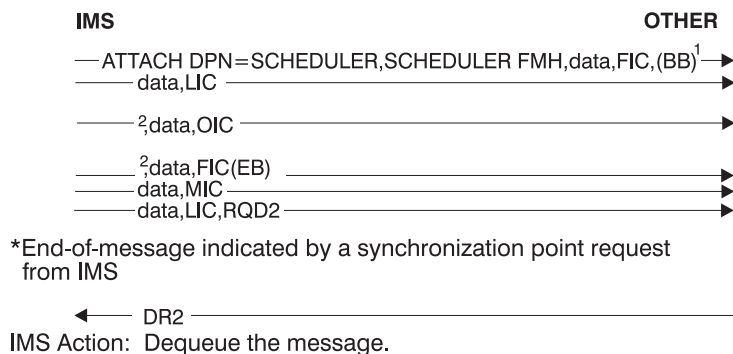 IMS OTHER
ATTACH DPN=SCHEDULER,SCHEDULER FMH,data,FIC,(BB)1
data,LIC
2,data,OIC
2,data,FIC(EB)
data,MIC
data,LIC,RQD2
*End-of-message indicated by a synchronization point request
from IMS
DR2
IMS Action: Dequeue the message.